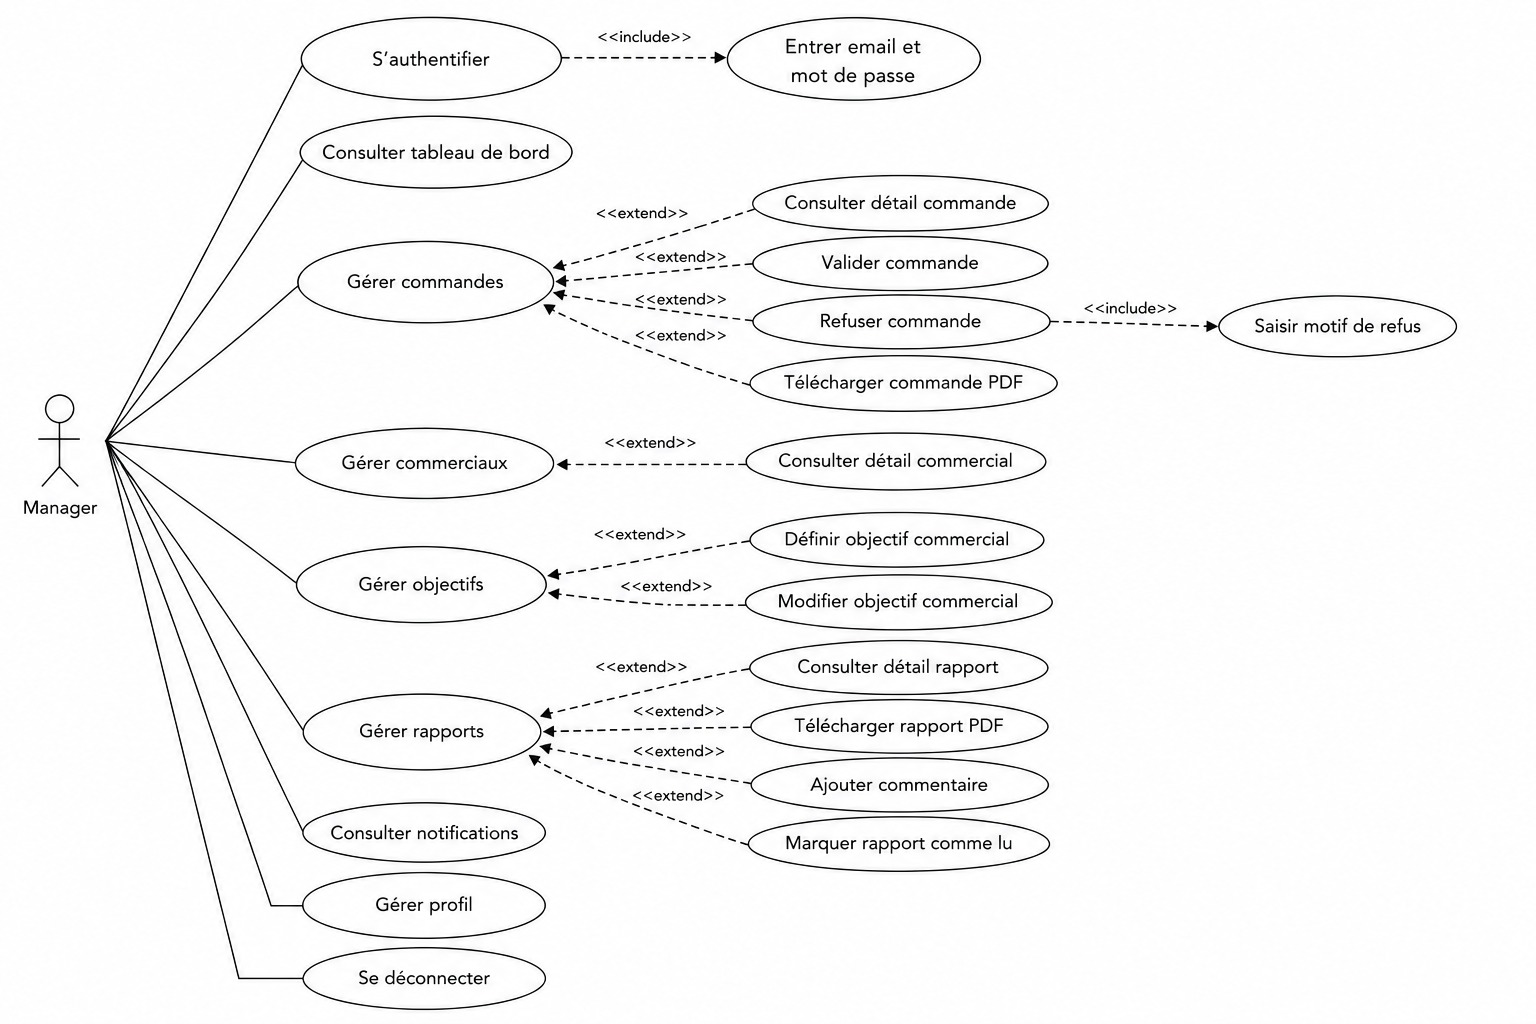 S’authentifier
<<include>>
Entrer email et
mot de passe
Consulter tableau de bord
Gérer commandes
<<extend>>
Consulter détail commande
<<extend>>
Valider commande
<<extend>>
Refuser commande
<<include>>
Saisir motif de refus
<<extend>>
Télécharger commande PDF
Manager
Gérer commerciaux
<<extend>>
Consulter détail commercial
Gérer objectifs
<<extend>>
Définir objectif commercial
<<extend>>
Modifier objectif commercial
Gérer rapports
<<extend>>
Consulter détail rapport
<<extend>>
Télécharger rapport PDF
<<extend>>
Ajouter commentaire
<<extend>>
Marquer rapport comme lu
Consulter notifications
Gérer profil
Se déconnecter